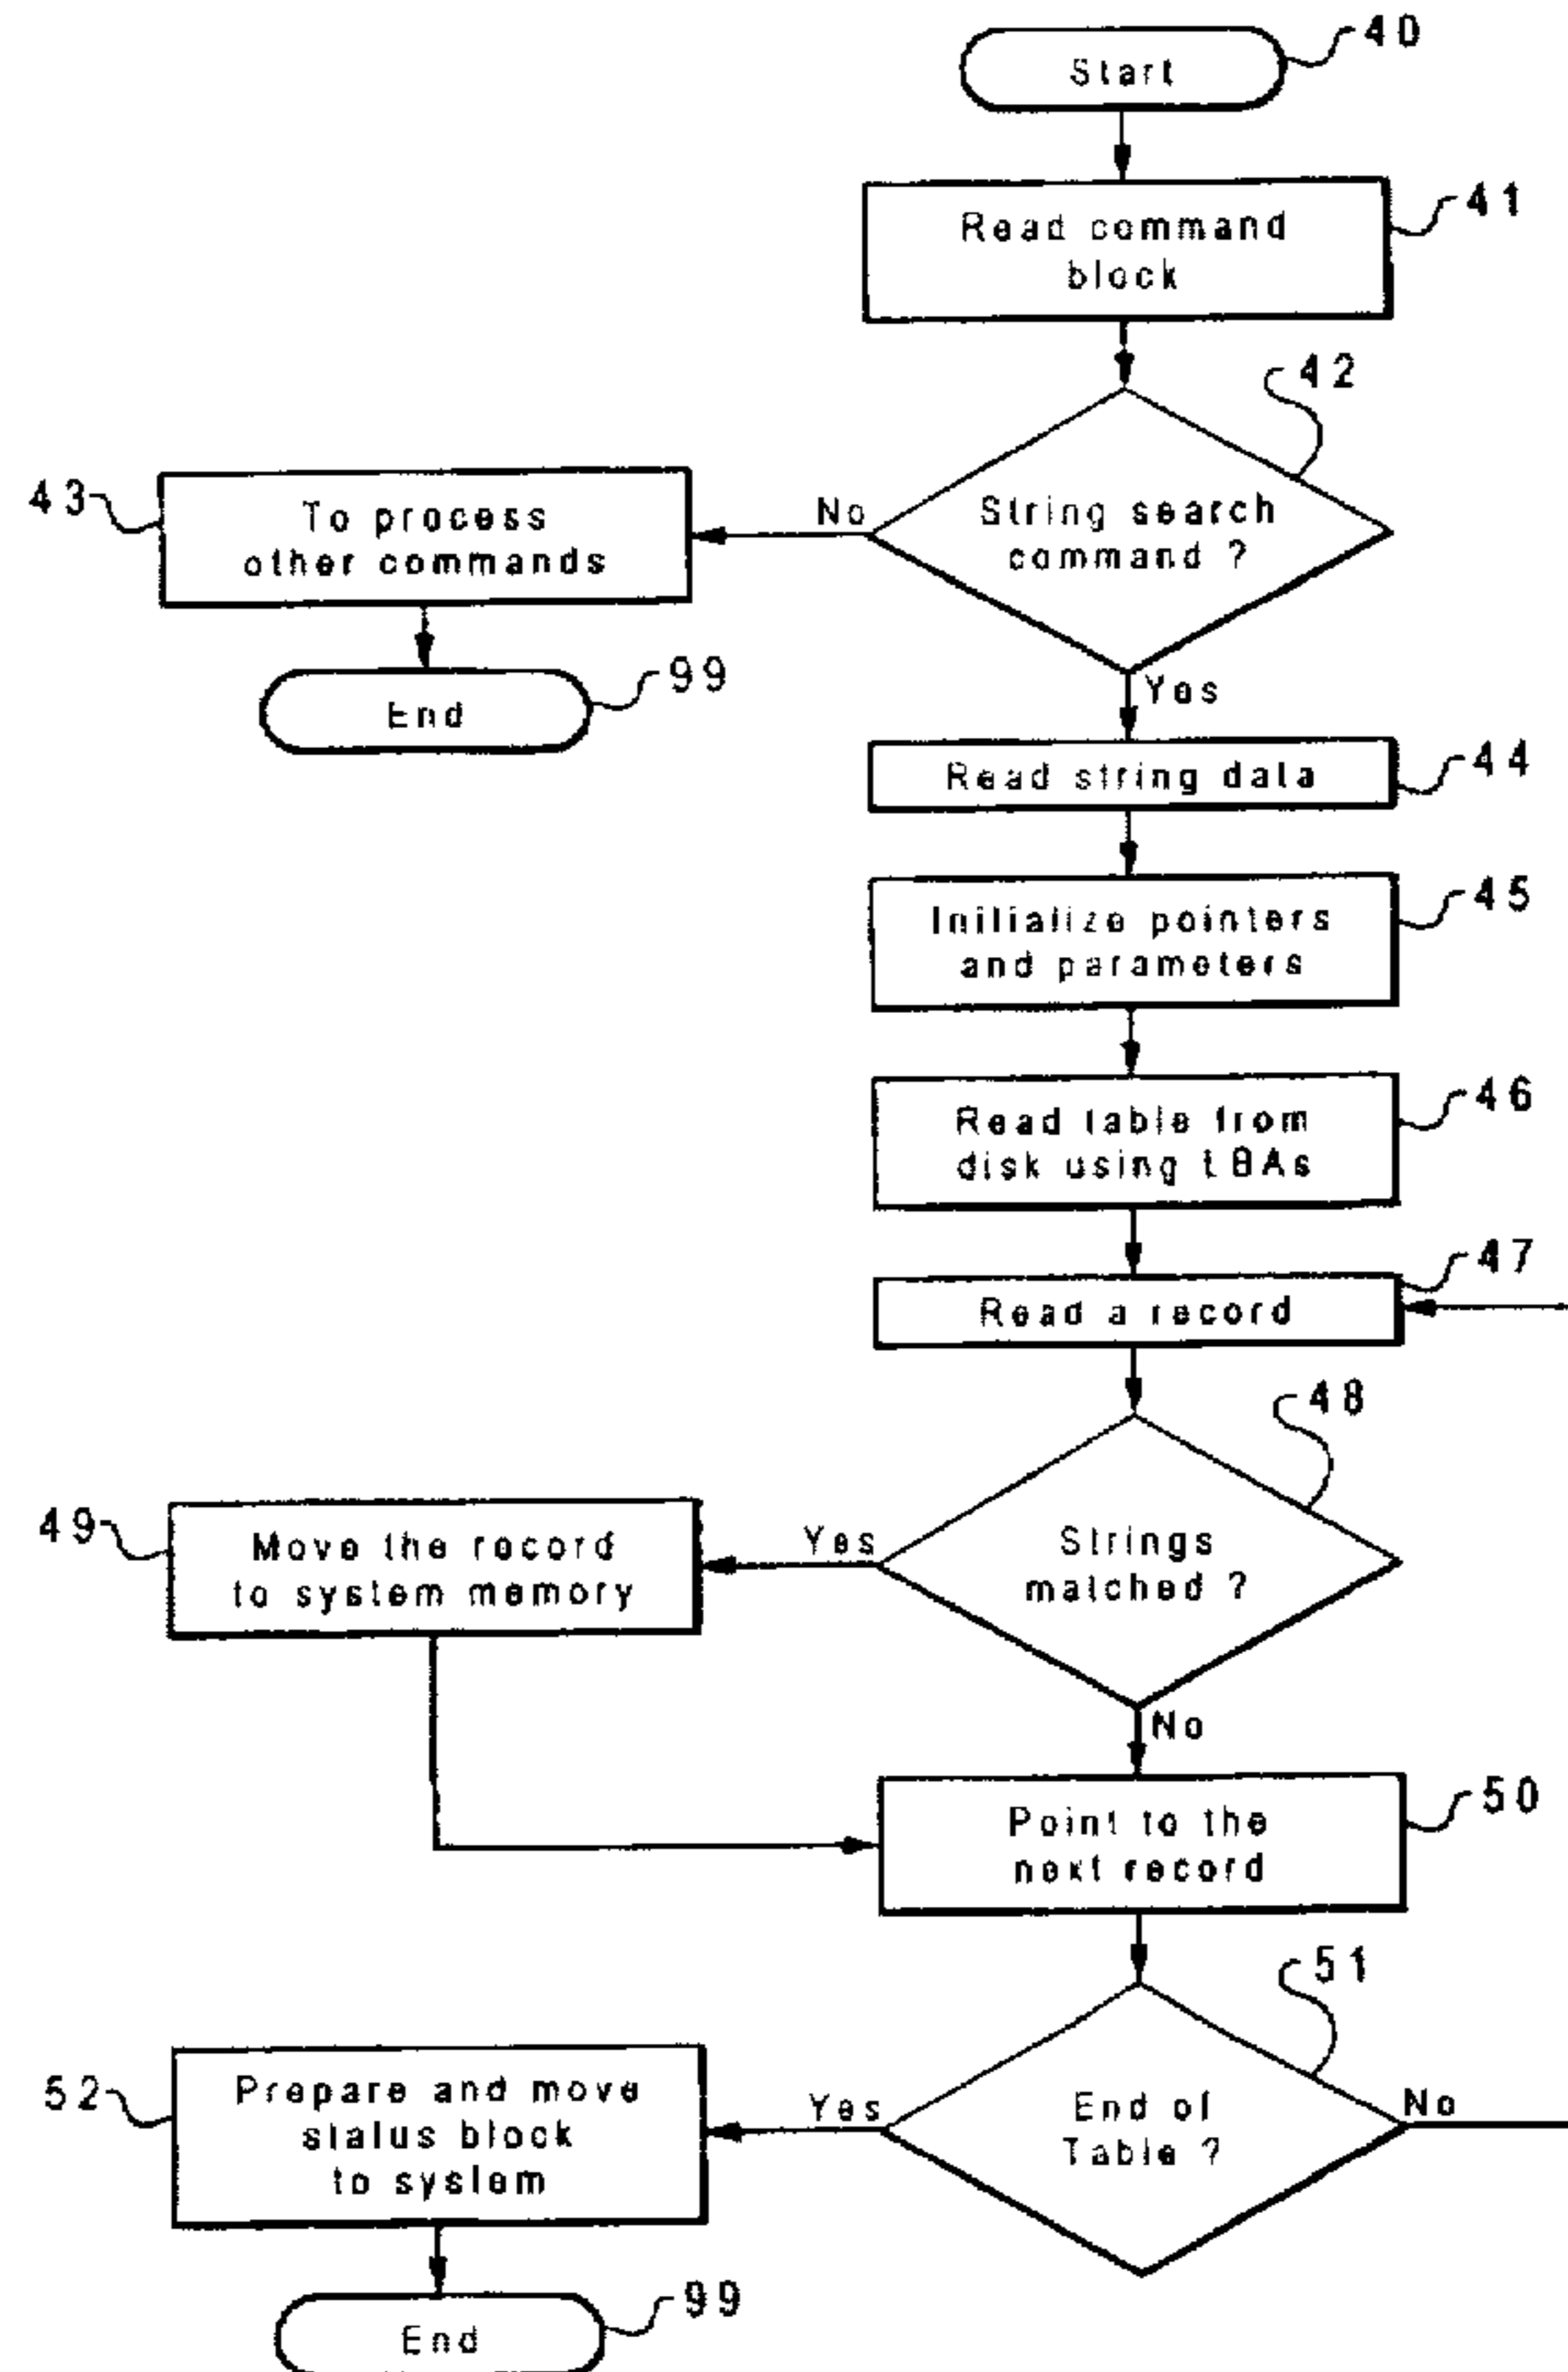 Start
40
Read command
block
41
String search
command ?
42
No
Yes
To process
other commands
43
End
99
Read string data
44
Initialize pointers
and parameters
45
Read table from
disk using LBAs
46
Read a record
47
Strings
matched ?
48
Yes
No
Move the record
to system memory
49
Point to the
next record
50
End of
Table ?
51
Yes
No
Prepare and move
status block
to system
52
End
99